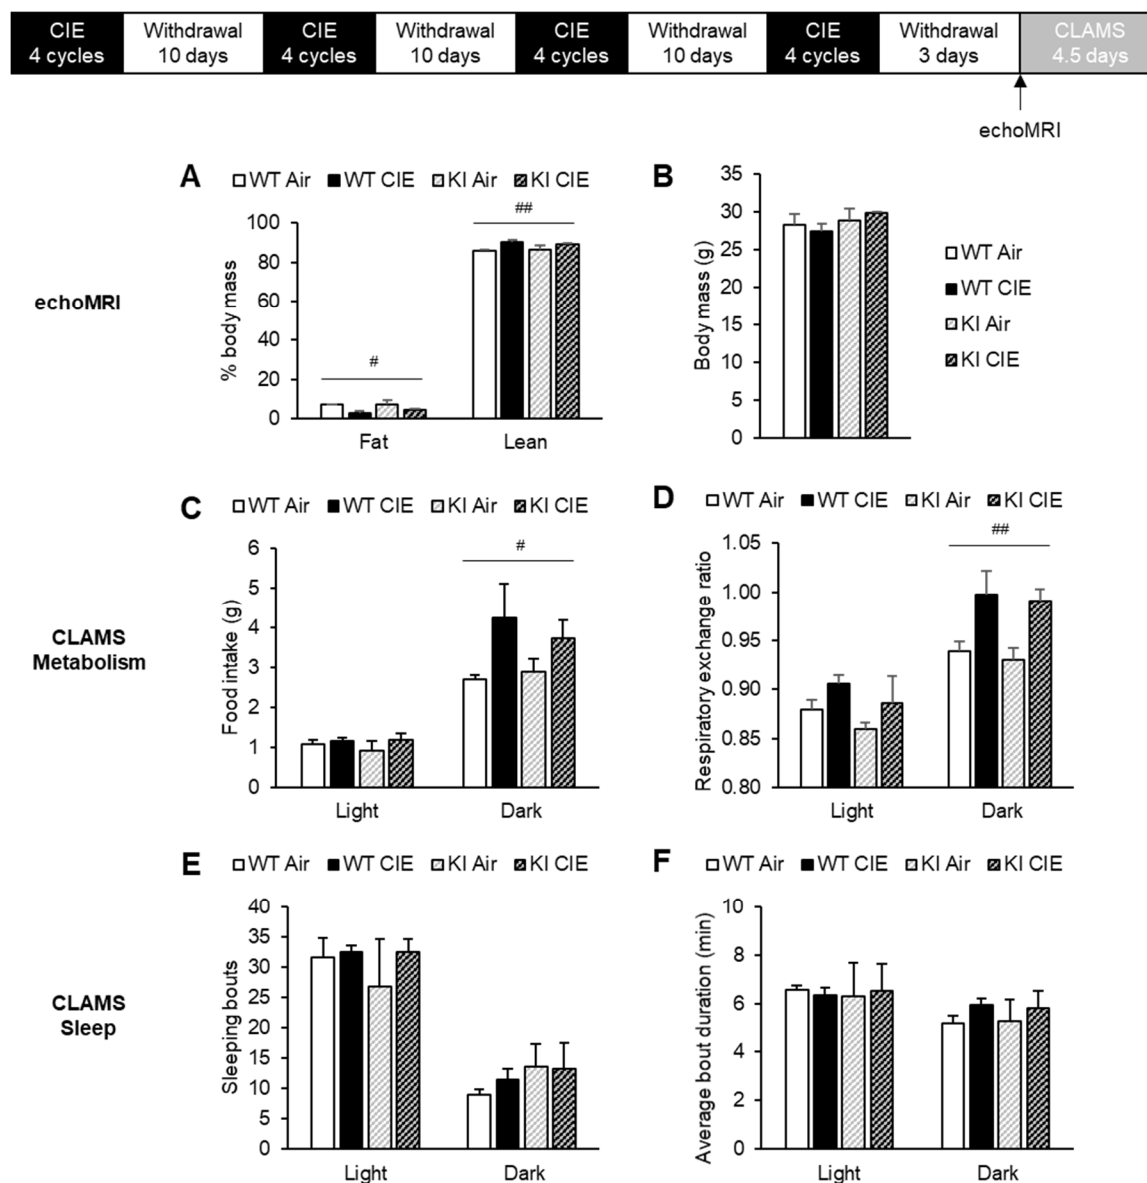 CIE Withdrawal CIE Withdrawal CIE Withdrawal CIE Withdrawal CLAMS
4 cycles 10 days 4 cycles 10 days 4 cycles 10 days 4 cycles 3 days 4.5 days
echoMRI
echoMRI
A
WT Air WT CIE KI Air KI CIE
% body mass
100
80
60
40
20
0
#
##
Fat Lean
B
Body mass (g)
35
30
25
20
15
10
5
0
WT Air
WT CIE
KI Air
KI CIE
CLAMS
Metabolism
C
WT Air WT CIE KI Air KI CIE
Food intake (g)
6
5
4
3
2
1
0
#
Light Dark
D
WT Air WT CIE KI Air KI CIE
Respiratory exchange ratio
1.05
1.00
0.95
0.90
0.85
0.80
##
Light Dark
CLAMS
Sleep
E
WT Air WT CIE KI Air KI CIE
Sleeping bouts
40
35
30
25
20
15
10
5
0
Light Dark
F
WT Air WT CIE KI Air KI CIE
Average bout duration (min)
10
8
6
4
2
0
Light Dark